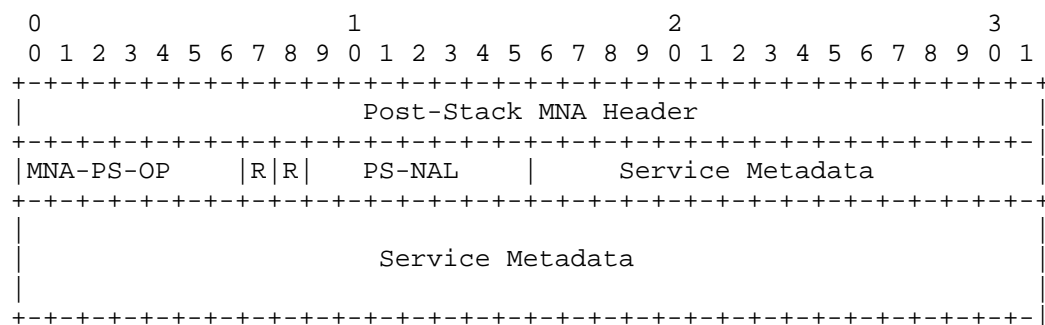 0                   1                   2                   3
 0 1 2 3 4 5 6 7 8 9 0 1 2 3 4 5 6 7 8 9 0 1 2 3 4 5 6 7 8 9 0 1
+-+-+-+-+-+-+-+-+-+-+-+-+-+-+-+-+-+-+-+-+-+-+-+-+-+-+-+-+-+-+-+-+
|                     Post-Stack MNA Header                     |
+-+-+-+-+-+-+-+-+-+-+-+-+-+-+-+-+-+-+-+-+-+-+-+-+-+-+-+-+-+-+-+-|
|MNA-PS-OP    |R|R|   PS-NAL    |     Service Metadata          |
+-+-+-+-+-+-+-+-+-+-+-+-+-+-+-+-+-+-+-+-+-+-+-+-+-+-+-+-+-+-+-+-+
|                                                               |
|                      Service Metadata                         |
|                                                               |
+-+-+-+-+-+-+-+-+-+-+-+-+-+-+-+-+-+-+-+-+-+-+-+-+-+-+-+-+-+-+-+-|